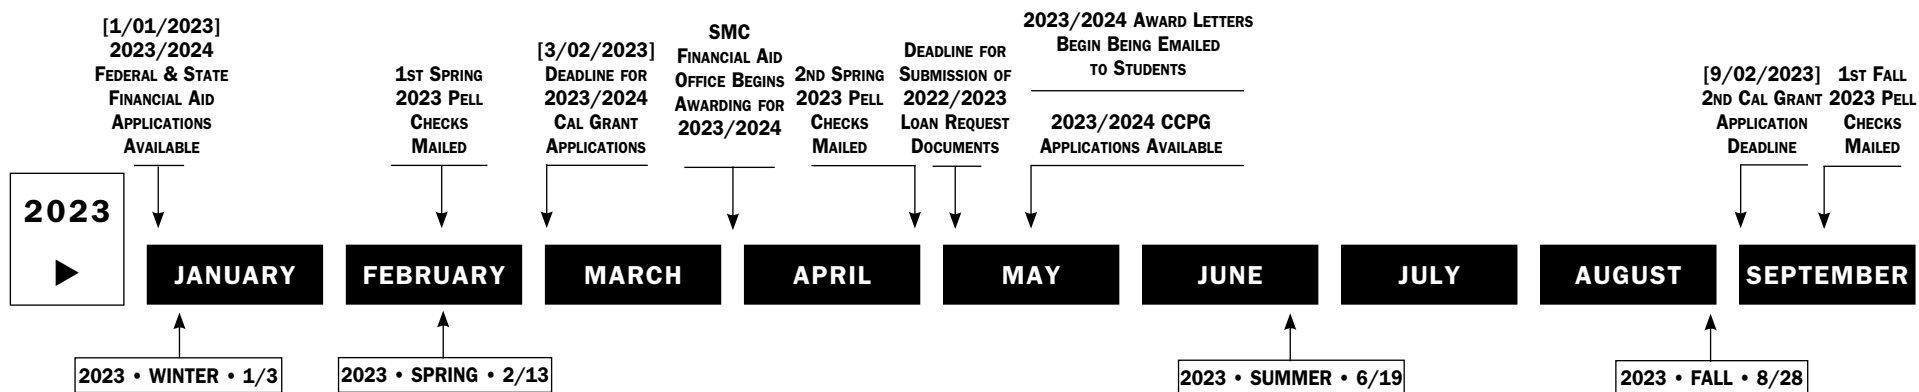 [1/01/2023]
2023/2024
Federal & State
Financial Aid
Applications
Available
1st Spring
2023 Pell
Checks
Mailed
[3/02/2023]
Deadline for
2023/2024
Cal Grant
Applications
SMC
Financial Aid
Office Begins
Awarding for
2023/2024
2nd Spring
2023 Pell
Checks
Mailed
Deadline for
Submission of
2022/2023
Loan Request
Documents
2023/2024 Award Letters
Begin Being Emailed
to Students
2023/2024 CCPG
Applications Available
[9/02/2023]
2nd Cal Grant
Application
Deadline
1st Fall
2023 Pell
Checks
Mailed
2023
JANUARY
FEBRUARY
MARCH
APRIL
MAY
JUNE
JULY
AUGUST
SEPTEMBER
2023 • WINTER • 1/3
2023 • SPRING • 2/13
2023 • SUMMER • 6/19
2023 • FALL • 8/28